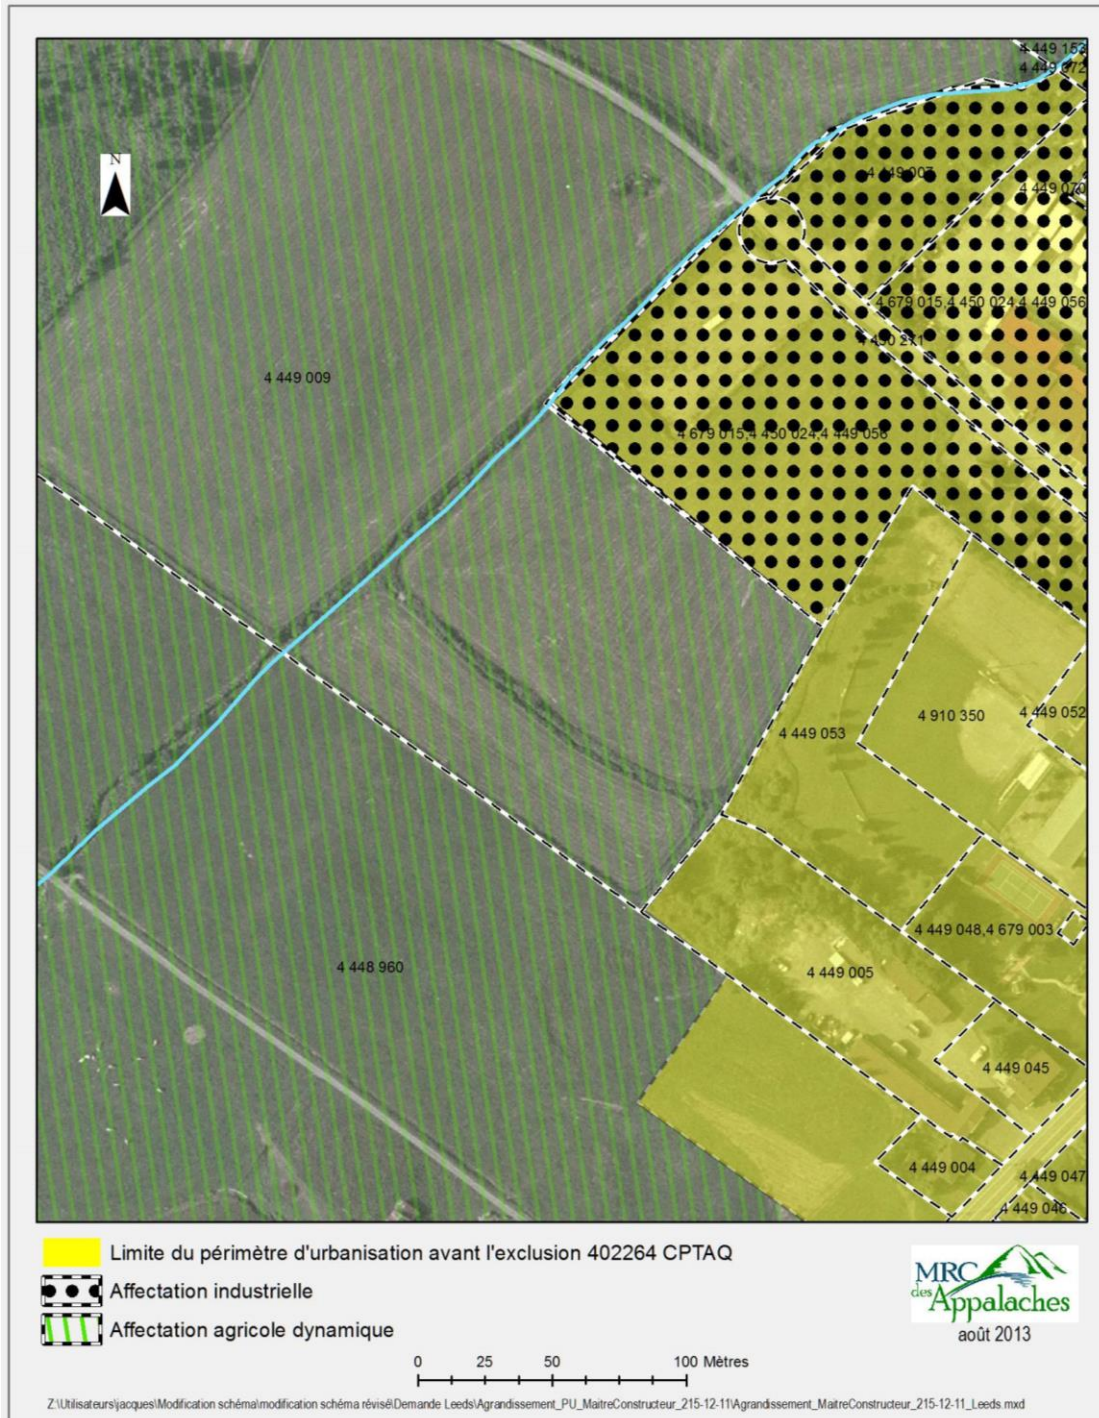 4 449 153
4 449 072
N
4 449 007
4 449 070
4 679 015,4 450 024,4 449 056
4 450 271
4 449 009
4 679 015,4 450 024,4 449 056
4 910 350
4 449 052
4 449 053
4 449 048,4 679 003
4 448 960
4 449 005
4 449 045
4 449 004
4 449 047
4 449 046
Limite du périmètre d'urbanisation avant l'exclusion 402264 CPTAQ
Affectation industrielle
Affectation agricole dynamique
MRC
des Appalaches
août 2013
0 25 50 100 Mètres
Z:\Utilisateurs\jacques\Modification schéma\modification schéma révisé\Demande Leeds\Agrandissement_PU_MaitreConstructeur_215-12-11\Agrandissement_MaitreConstructeur_215-12-11_Leeds.mxd